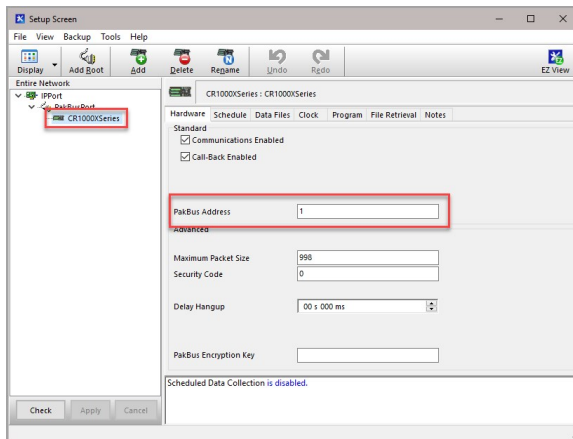 Setup Screen
File View Backup Tools Help
Display Add Root Add Delete Rename Undo Redo EZ View
Entire Network
IPPort
PakBusPort
CR1000XSeries
CR1000XSeries : CR1000XSeries
Hardware Schedule Data Files Clock Program File Retrieval Notes
Standard
Communications Enabled
Call-Back Enabled
PakBus Address 1
Advanced
Maximum Packet Size 998
Security Code 0
Delay Hangup 00 s 000 ms
PakBus Encryption Key
Scheduled Data Collection is disabled.
Check Apply Cancel